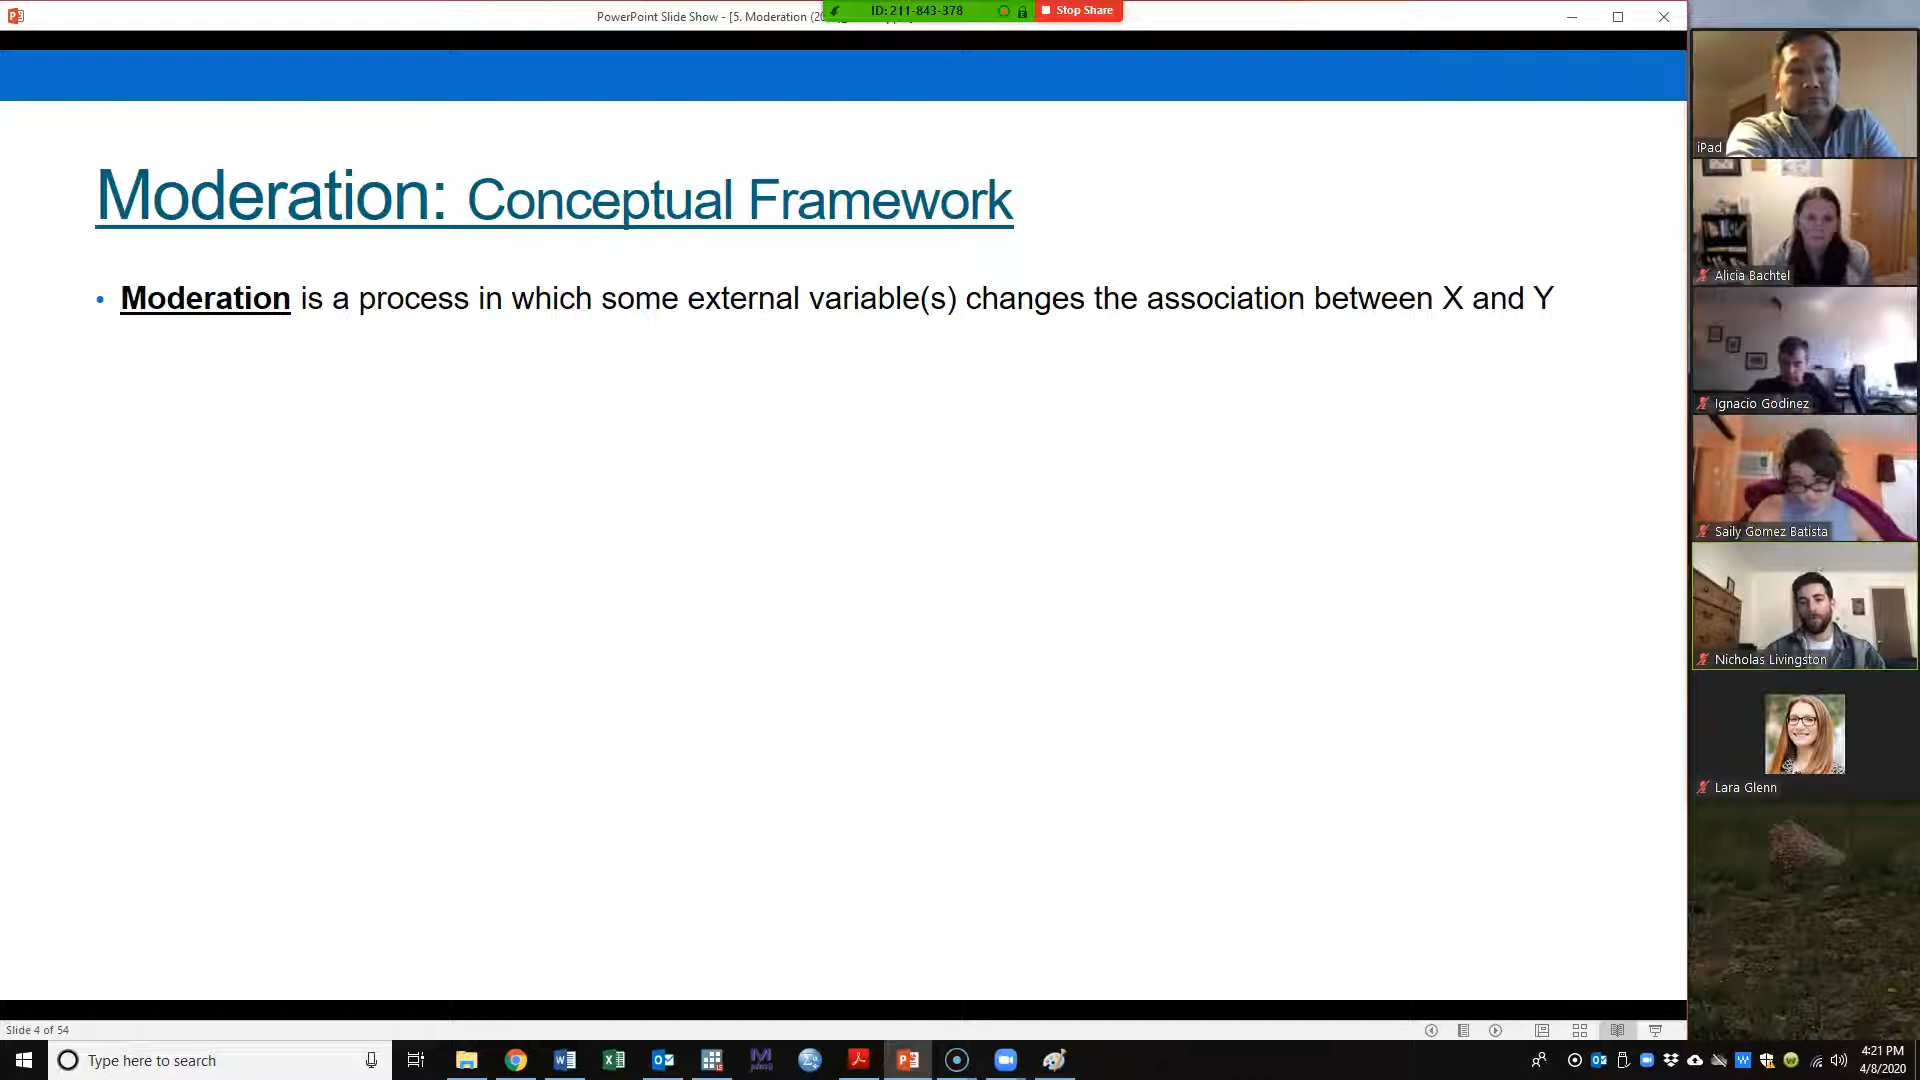 PowerPoint Slide Show - [5. Moderation (20
ID: 211-843-378
Stop Share
Moderation: Conceptual Framework
• Moderation is a process in which some external variable(s) changes the association between X and Y
iPad
Alicia Bachtel
Ignacio Godinez
Saily Gomez Batista
Nicholas Livingston
Lara Glenn
Slide 4 of 54
Type here to search
4:21 PM
4/8/2020